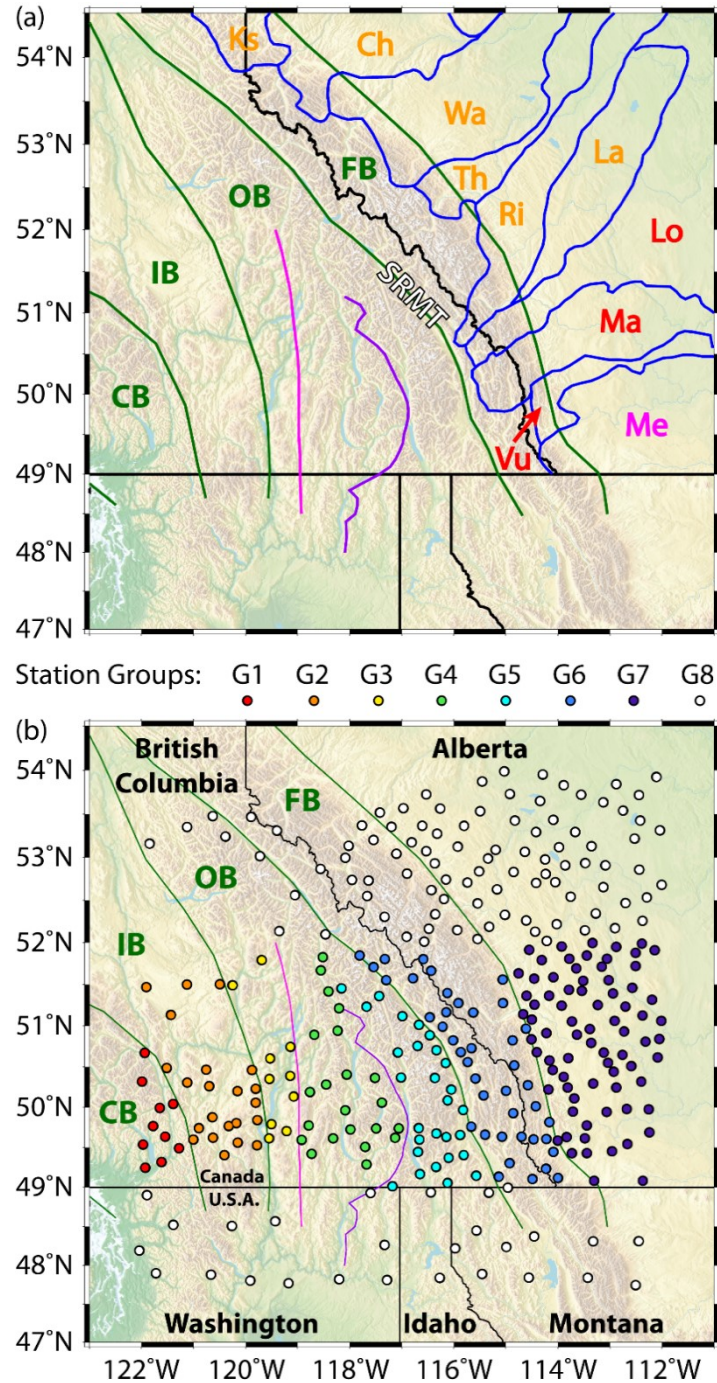 (a)
54°N
53°N
52°N
51°N
50°N
49°N
48°N
47°N
Ks
Ch
Wa
La
FB
Th
Ri
OB
Lo
IB
SRMT
Ma
CB
Me
Vu
Station Groups: G1 G2 G3 G4 G5 G6 G7 G8
(b)
British
Columbia
Alberta
54°N
53°N
52°N
51°N
50°N
49°N
48°N
47°N
FB
OB
IB
CB
Canada
U.S.A.
Washington
Idaho
Montana
122°W 120°W 118°W 116°W 114°W 112°W